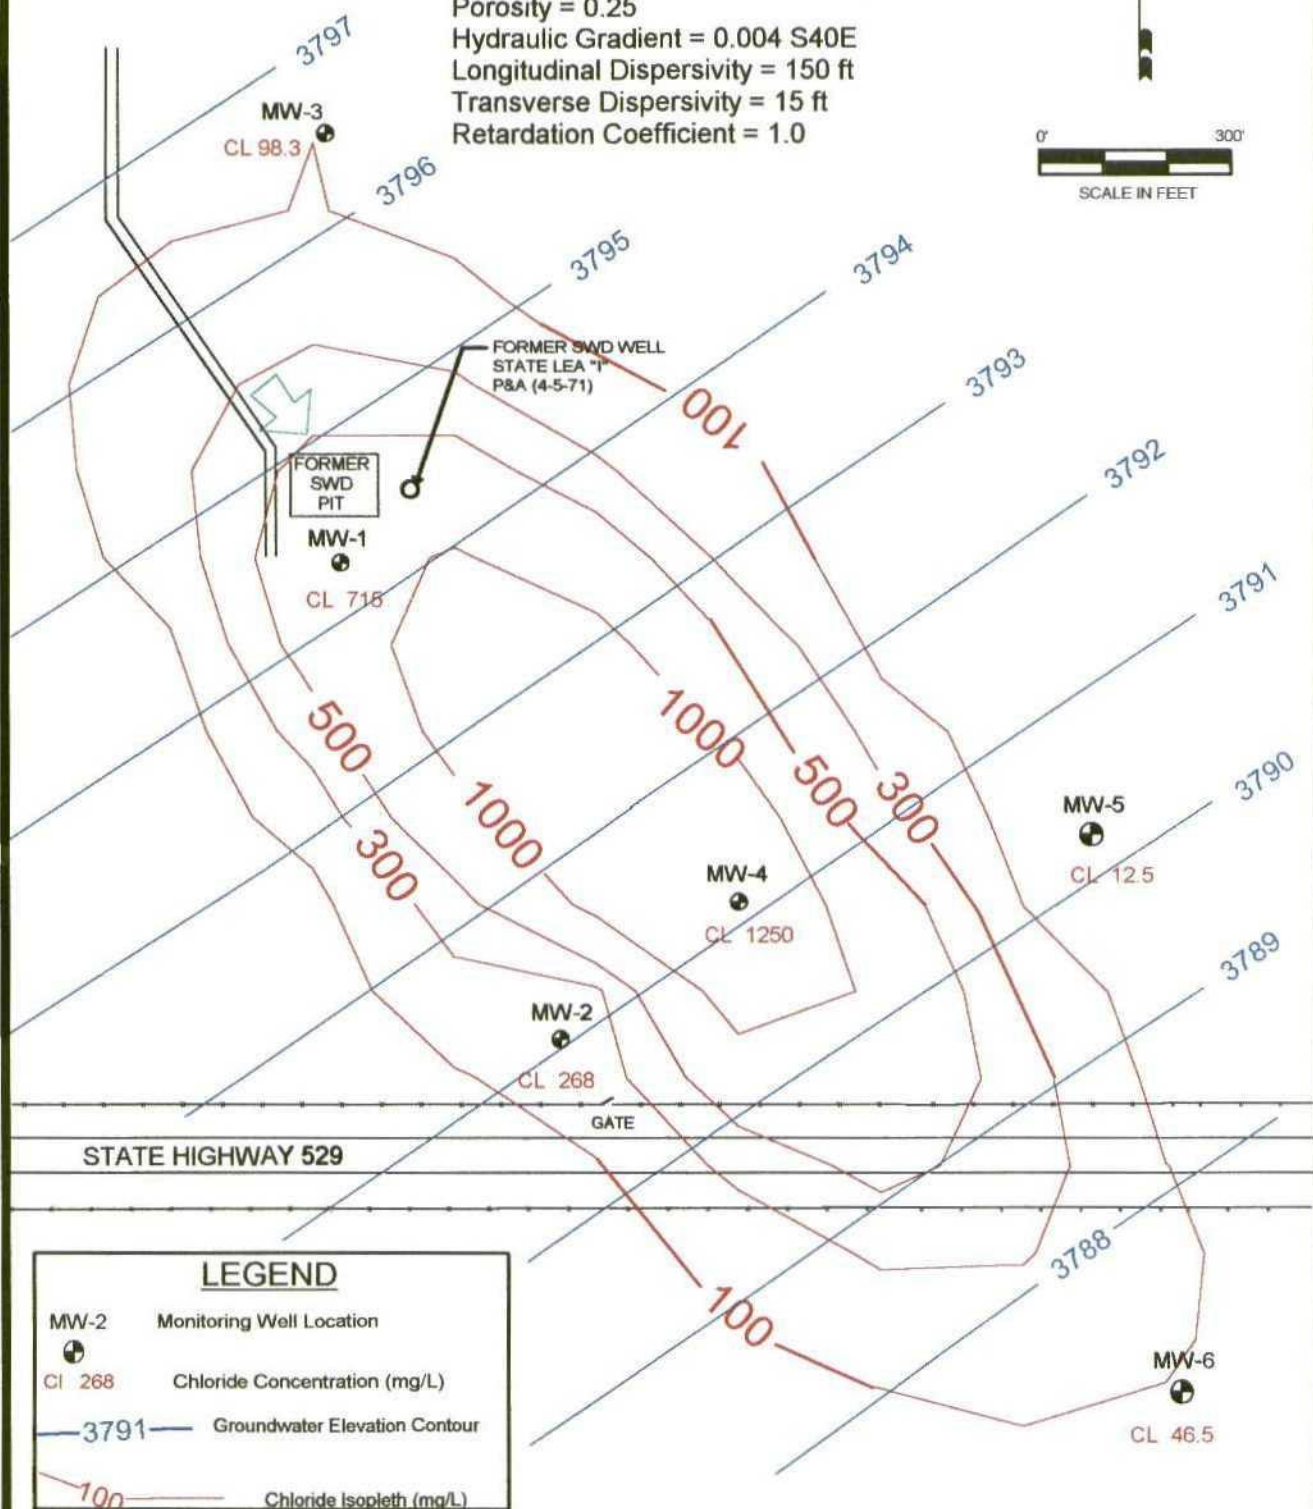 Porosity = 0.25
Hydraulic Gradient = 0.004 S40E
Longitudinal Dispersivity = 150 ft
Transverse Dispersivity = 15 ft
Retardation Coefficient = 1.0
0' 300'
SCALE IN FEET
3797
MW-3
CL 98.3
3796
3795
3794
FORMER SWD WELL
STATE LEA "I"
P&A (4-5-71)
3793
100
3792
FORMER
SWD
PIT
MW-1
CL 715
3791
500
1000
3790
500
300
1000
MW-5
CL 12.5
300
MW-4
CL 1250
3789
MW-2
CL 268
GATE
STATE HIGHWAY 529
3788
100
MW-6
CL 46.5
LEGEND
MW-2 Monitoring Well Location
Cl 268 Chloride Concentration (mg/L)
3791 Groundwater Elevation Contour
100 Chloride Isopleth (mg/L)